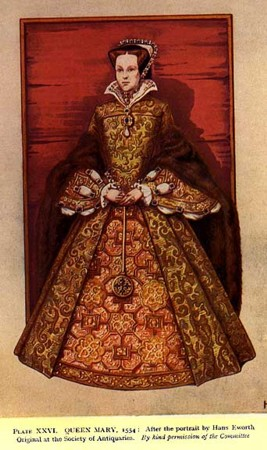 PLATE XXVI. QUEEN MARY, 1554: After the portrait by Hans Eworth
Original at the Society of Antiquaries. By kind permission of the Committee